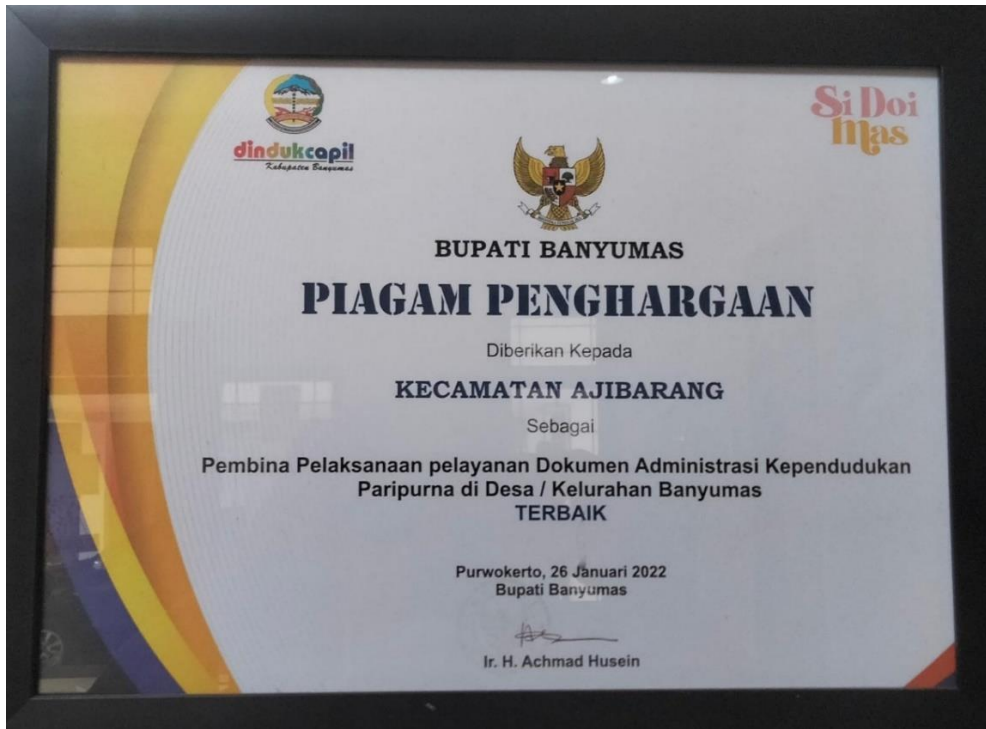 dindukcapil
Kabupaten Banyumas
Si Doi
Mas
BUPATI BANYUMAS
PIAGAM PENGHARGAAN
Diberikan Kepada
KECAMATAN AJIBARANG
Sebagai
Pembina Pelaksanaan pelayanan Dokumen Administrasi Kependudukan
Paripurna di Desa / Kelurahan Banyumas
TERBAIK
Purwokerto, 26 Januari 2022
Bupati Banyumas
Ir. H. Achmad Husein